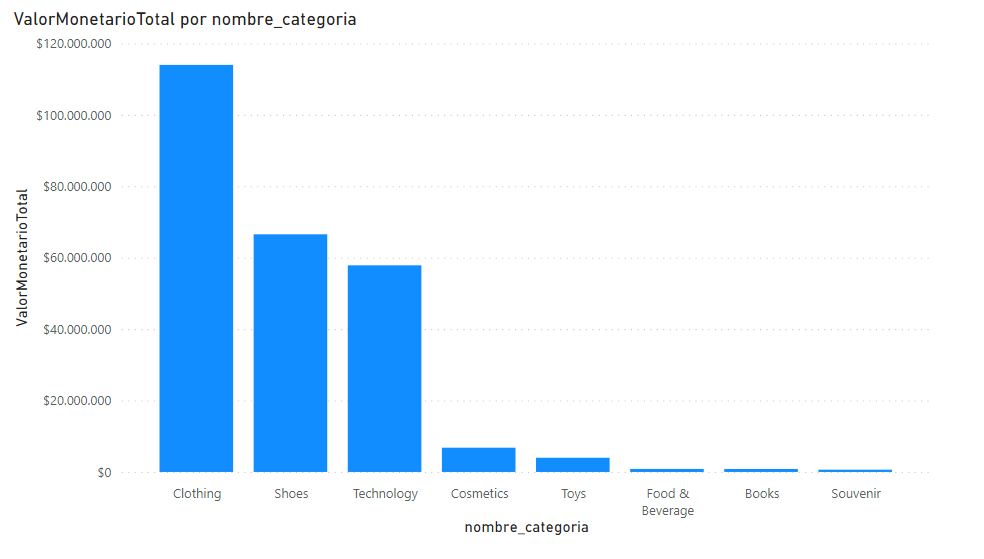 ValorMonetarioTotal por nombre_categoria
$120.000.000
$100.000.000
$80.000.000
$60.000.000
$40.000.000
$20.000.000
$0
ValorMonetarioTotal
Clothing
Shoes
Technology
Cosmetics
Toys
Food &
Beverage
Books
Souvenir
nombre_categoria